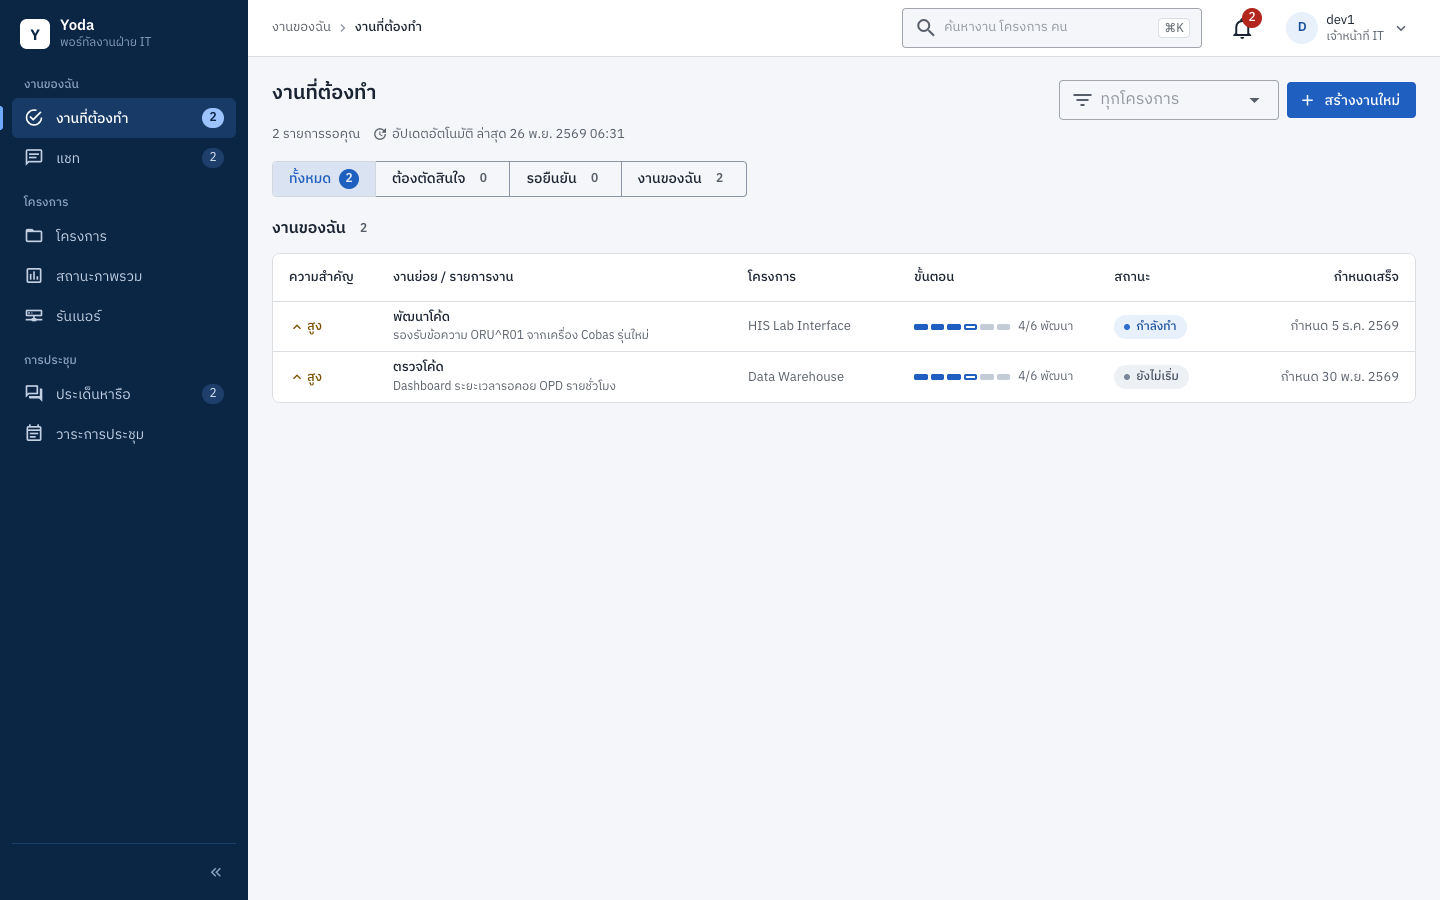 Y
Yoda
พอร์ทัลงานฝ่าย IT
งานของฉัน
งานที่ต้องทำ 2
แชท 2
โครงการ
โครงการ
สถานะภาพรวม
รันเนอร์
การประชุม
ประเด็นหารือ 2
วาระการประชุม
งานของฉัน > งานที่ต้องทำ
ค้นหางาน โครงการ คน ⌘K
2
D
dev1
เจ้าหน้าที่ IT
งานที่ต้องทำ
ทุกโครงการ
+ สร้างงานใหม่
2 รายการรอคุณ อัปเดตอัตโนมัติ ล่าสุด 26 พ.ย. 2569 06:31
ทั้งหมด 2 ต้องตัดสินใจ 0 รอยืนยัน 0 งานของฉัน 2
งานของฉัน 2
ความสำคัญ งานย่อย / รายการงาน โครงการ ขั้นตอน สถานะ กำหนดเสร็จ
สูง พัฒนาโค้ด HIS Lab Interface 4/6 พัฒนา กำลังทำ กำหนด 5 ธ.ค. 2569
รองรับข้อความ ORU^R01 จากเครื่อง Cobas รุ่นใหม่
สูง ตรวจโค้ด Data Warehouse 4/6 พัฒนา ยังไม่เริ่ม กำหนด 30 พ.ย. 2569
Dashboard ระยะเวลารอคอย OPD รายชั่วโมง